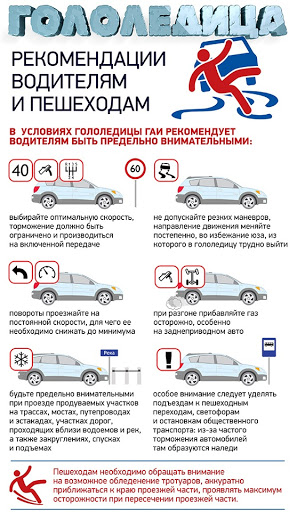 ГОЛОЛЕДИЦА
РЕКОМЕНДАЦИИ
ВОДИТЕЛЯМ
И ПЕШЕХОДАМ
В УСЛОВИЯХ ГОЛОЛЕДИЦЫ ГАИ РЕКОМЕНДУЕТ
ВОДИТЕЛЯМ БЫТЬ ПРЕДЕЛЬНО ВНИМАТЕЛЬНЫМИ:
40
60
выбирайте оптимальную скорость,
торможение должно быть
ограничено и производиться
на включенной передаче
не допускайте резких маневров,
направление движения меняйте
постепенно, во избежание юза, из
которого в гололедицу трудно выйти
повороты проезжайте на
постоянной скорости, для чего ее
необходимо снижать до минимума
при разгоне прибавляйте газ
осторожно, особенно
на заднеприводном авто
Река
будьте предельно внимательными
при проезде продуваемых участков
на трассах, мостах, путепроводах
и эстакадах, участках дорог,
проходящих вблизи водоемов и рек,
а также закруглениях, спусках
и подъемах
особое внимание следует уделять
подъездам к пешеходным
переходам, светофорам
и остановкам общественного
транспорта: из-за частого
торможения автомобилей
там образуются наледи
Пешеходам необходимо обращать внимание
на возможное обледенение тротуаров, аккуратно
приближаться к краю проезжей части, проявлять максимум
осторожности при пересечении проезжей части.